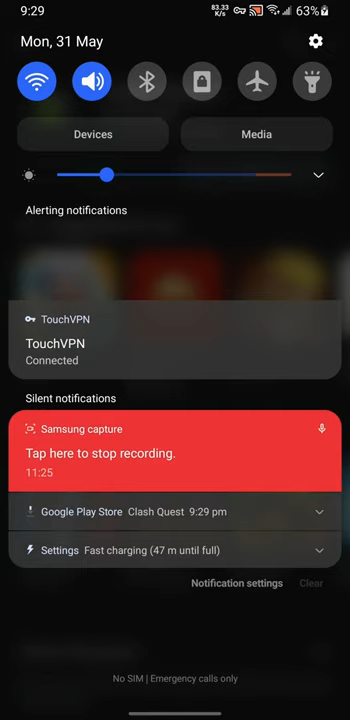 9:29
83.33
K/s
63%
Mon, 31 May
Devices
Media
Alerting notifications
TouchVPN
TouchVPN
Connected
Silent notifications
Samsung capture
Tap here to stop recording.
11:25
Google Play Store Clash Quest 9:29 pm
Settings Fast charging (47 m until full)
Notification settings Clear
No SIM | Emergency calls only